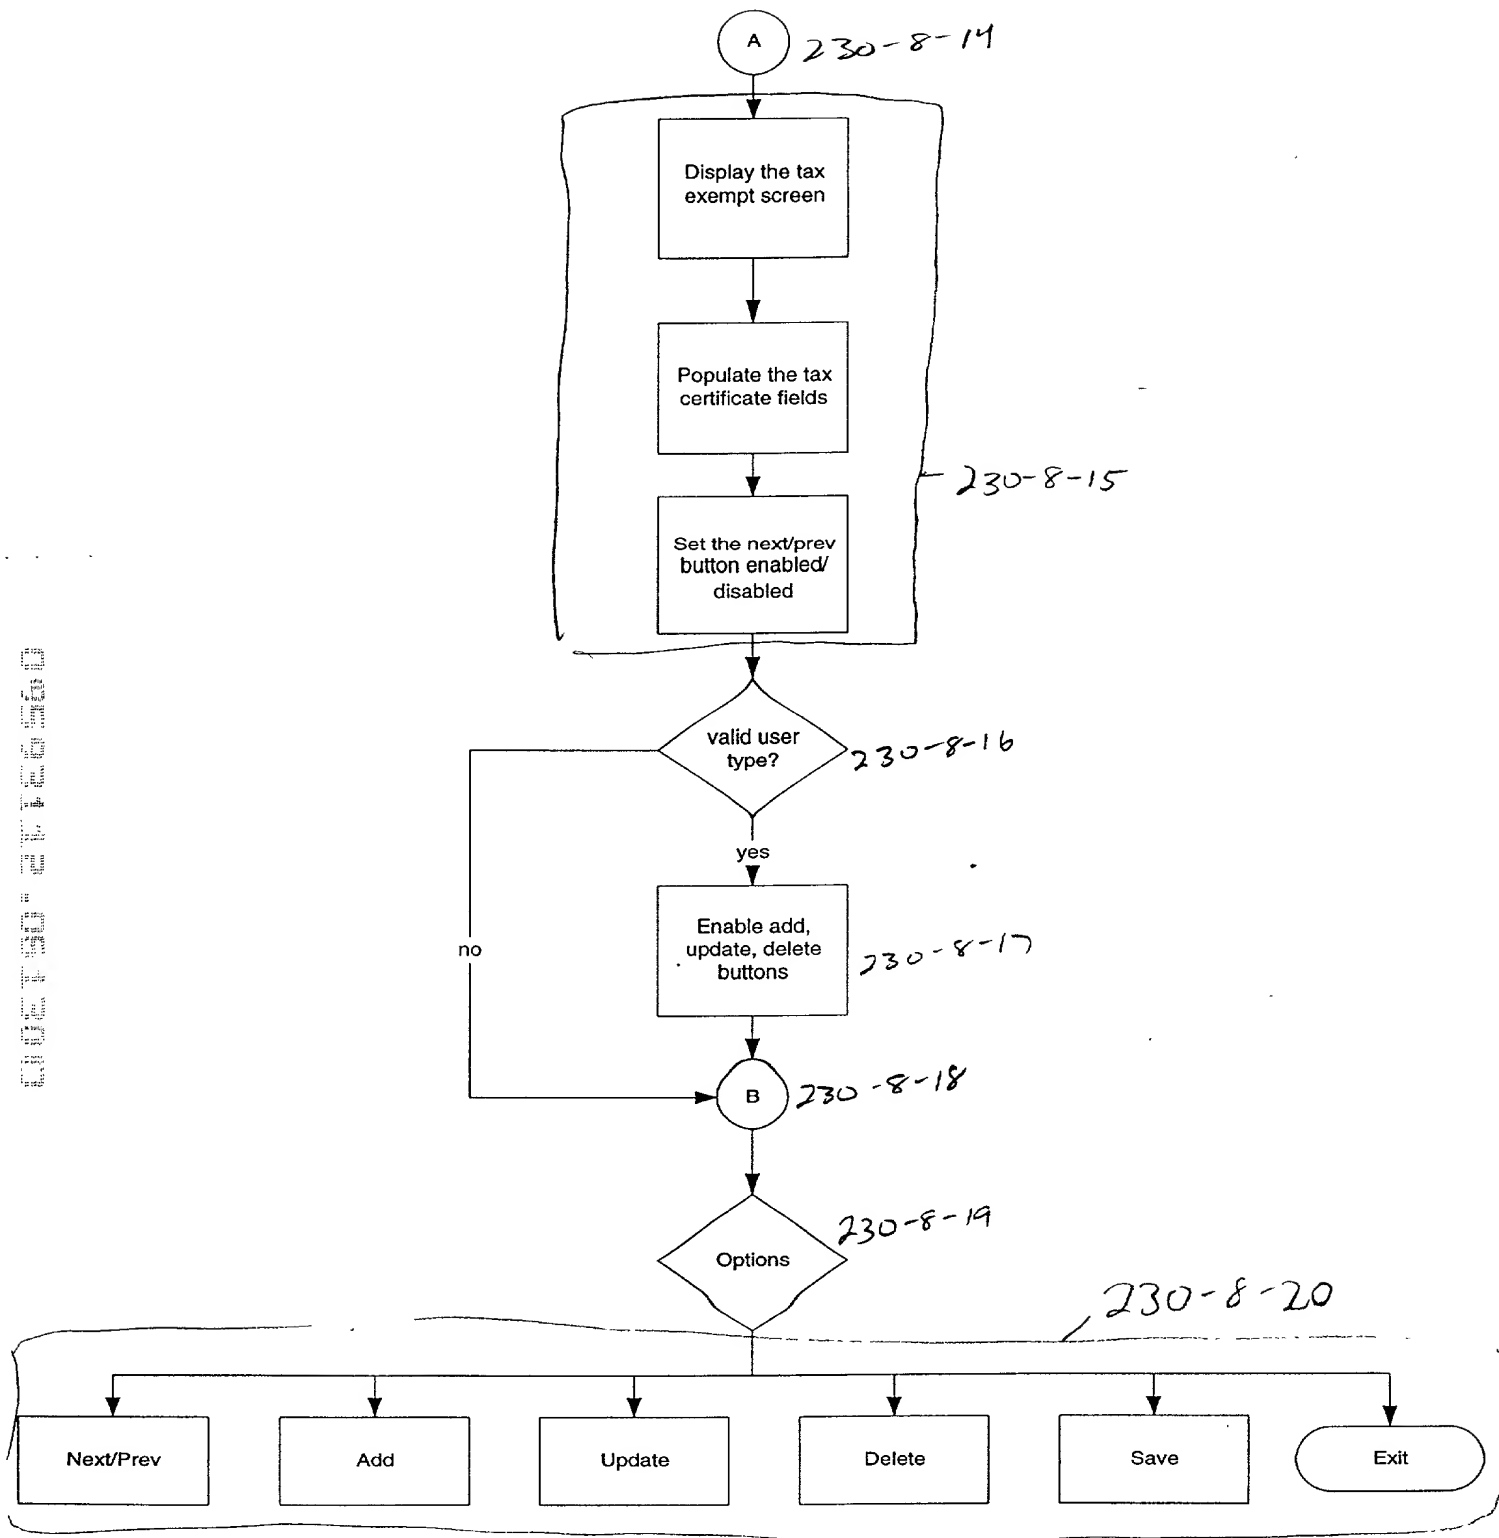 A
230-8-14
Display the tax
exempt screen
Populate the tax
certificate fields
230-8-15
Set the next/prev
button enabled/
disabled
valid user
type?
230-8-16
yes
no
Enable add,
update, delete
buttons
230-8-17
B
230-8-18
230-8-19
Options
230-8-20
Next/Prev
Add
Update
Delete
Save
Exit